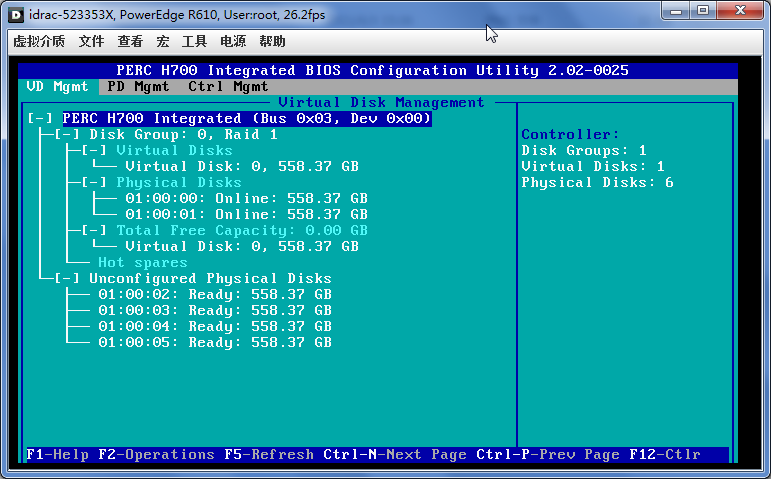 idrac-523353X, PowerEdge R610, User:root, 26.2fps
虚拟介质 文件 查看 宏 工具 电源 帮助
PERC H700 Integrated BIOS Configuration Utility 2.02-0025
VD Mgmt PD Mgmt Ctrl Mgmt
Virtual Disk Management
[-] PERC H700 Integrated (Bus 0x03, Dev 0x00)
[-] Disk Group: 0, Raid 1
[-] Virtual Disks
Virtual Disk: 0, 558.37 GB
[-] Physical Disks
01:00:00: Online: 558.37 GB
01:00:01: Online: 558.37 GB
[-] Total Free Capacity: 0.00 GB
Virtual Disk: 0, 558.37 GB
Hot spares
[-] Unconfigured Physical Disks
01:00:02: Ready: 558.37 GB
01:00:03: Ready: 558.37 GB
01:00:04: Ready: 558.37 GB
01:00:05: Ready: 558.37 GB
Controller:
Disk Groups: 1
Virtual Disks: 1
Physical Disks: 6
F1-Help F2-Operations F5-Refresh Ctrl-N-Next Page Ctrl-P-Prev Page F12-Ctlr